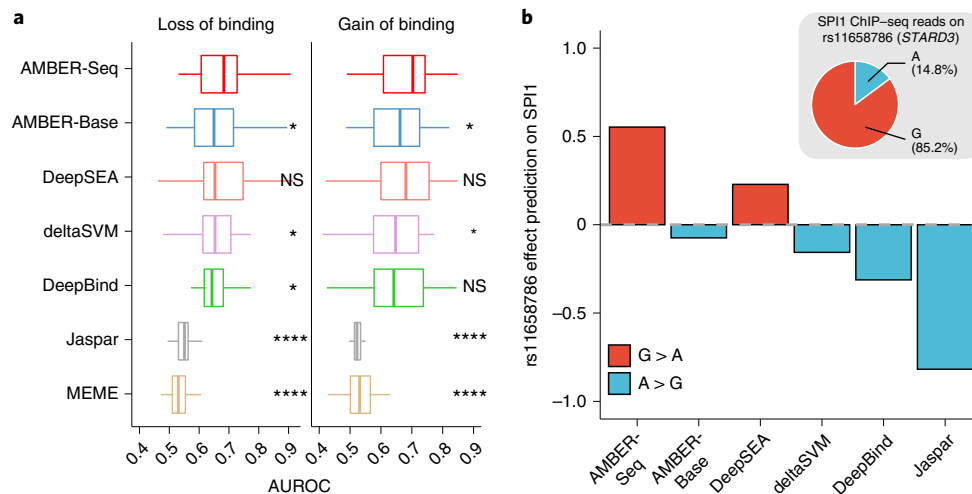 a
Loss of binding
Gain of binding
AMBER-Seq
AMBER-Base
*
*
DeepSEA
NS
NS
deltaSVM
*
*
DeepBind
*
NS
Jaspar
****
****
MEME
****
****
0.4 0.5 0.6 0.7 0.8 0.9
0.4 0.5 0.6 0.7 0.8 0.9
AUROC
b
SPI1 ChIP–seq reads on
rs11658786 (STARD3)
A
(14.8%)
G
(85.2%)
rs11658786 effect prediction on SPI1
1.0
0.5
0
−0.5
−1.0
G > A
A > G
AMBER-
Seq
AMBER-
Base
DeepSEA
deltaSVM
DeepBind
Jaspar